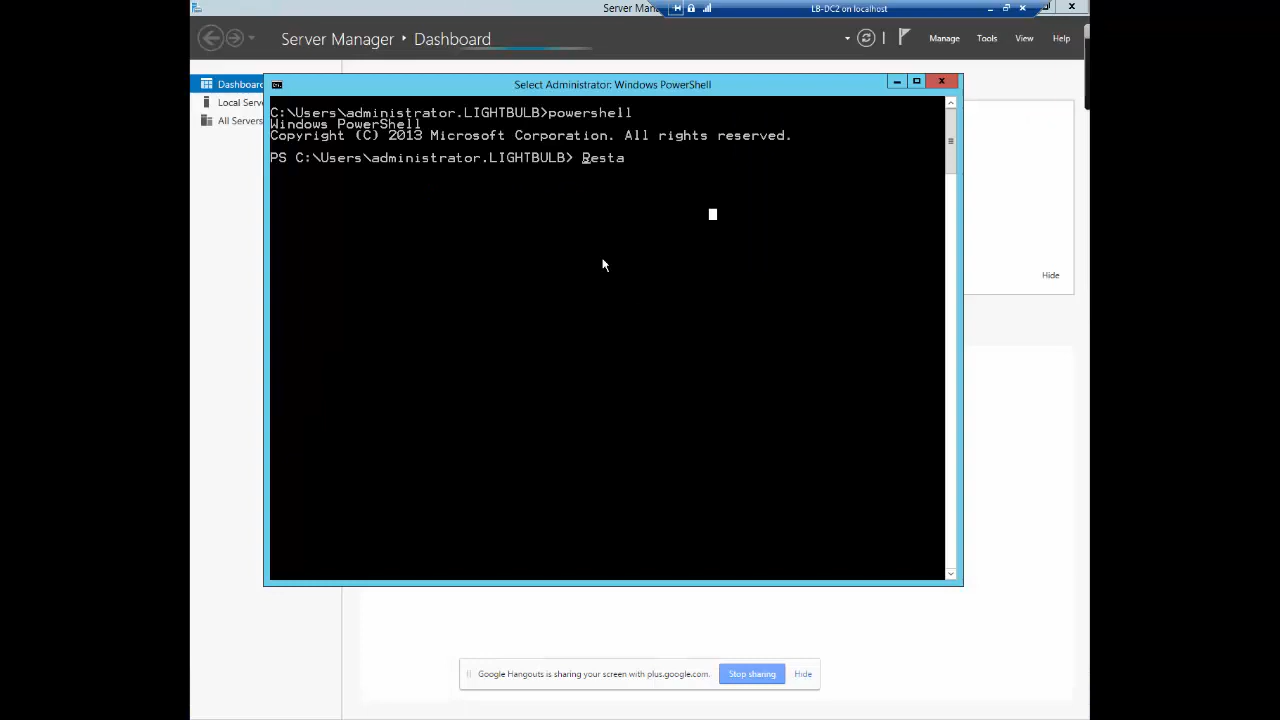 Server Mana
LB-DC2 on localhost
Server Manager ‣ Dashboard
Manage
Tools
View
Help
Dashboard
Local Serve
All Servers
Select Administrator: Windows PowerShell
C:\Users\administrator.LIGHTBULB>powershell
Windows PowerShell
Copyright (C) 2013 Microsoft Corporation. All rights reserved.
PS C:\Users\administrator.LIGHTBULB> Resta
Hide
Google Hangouts is sharing your screen with plus.google.com.
Stop sharing
Hide